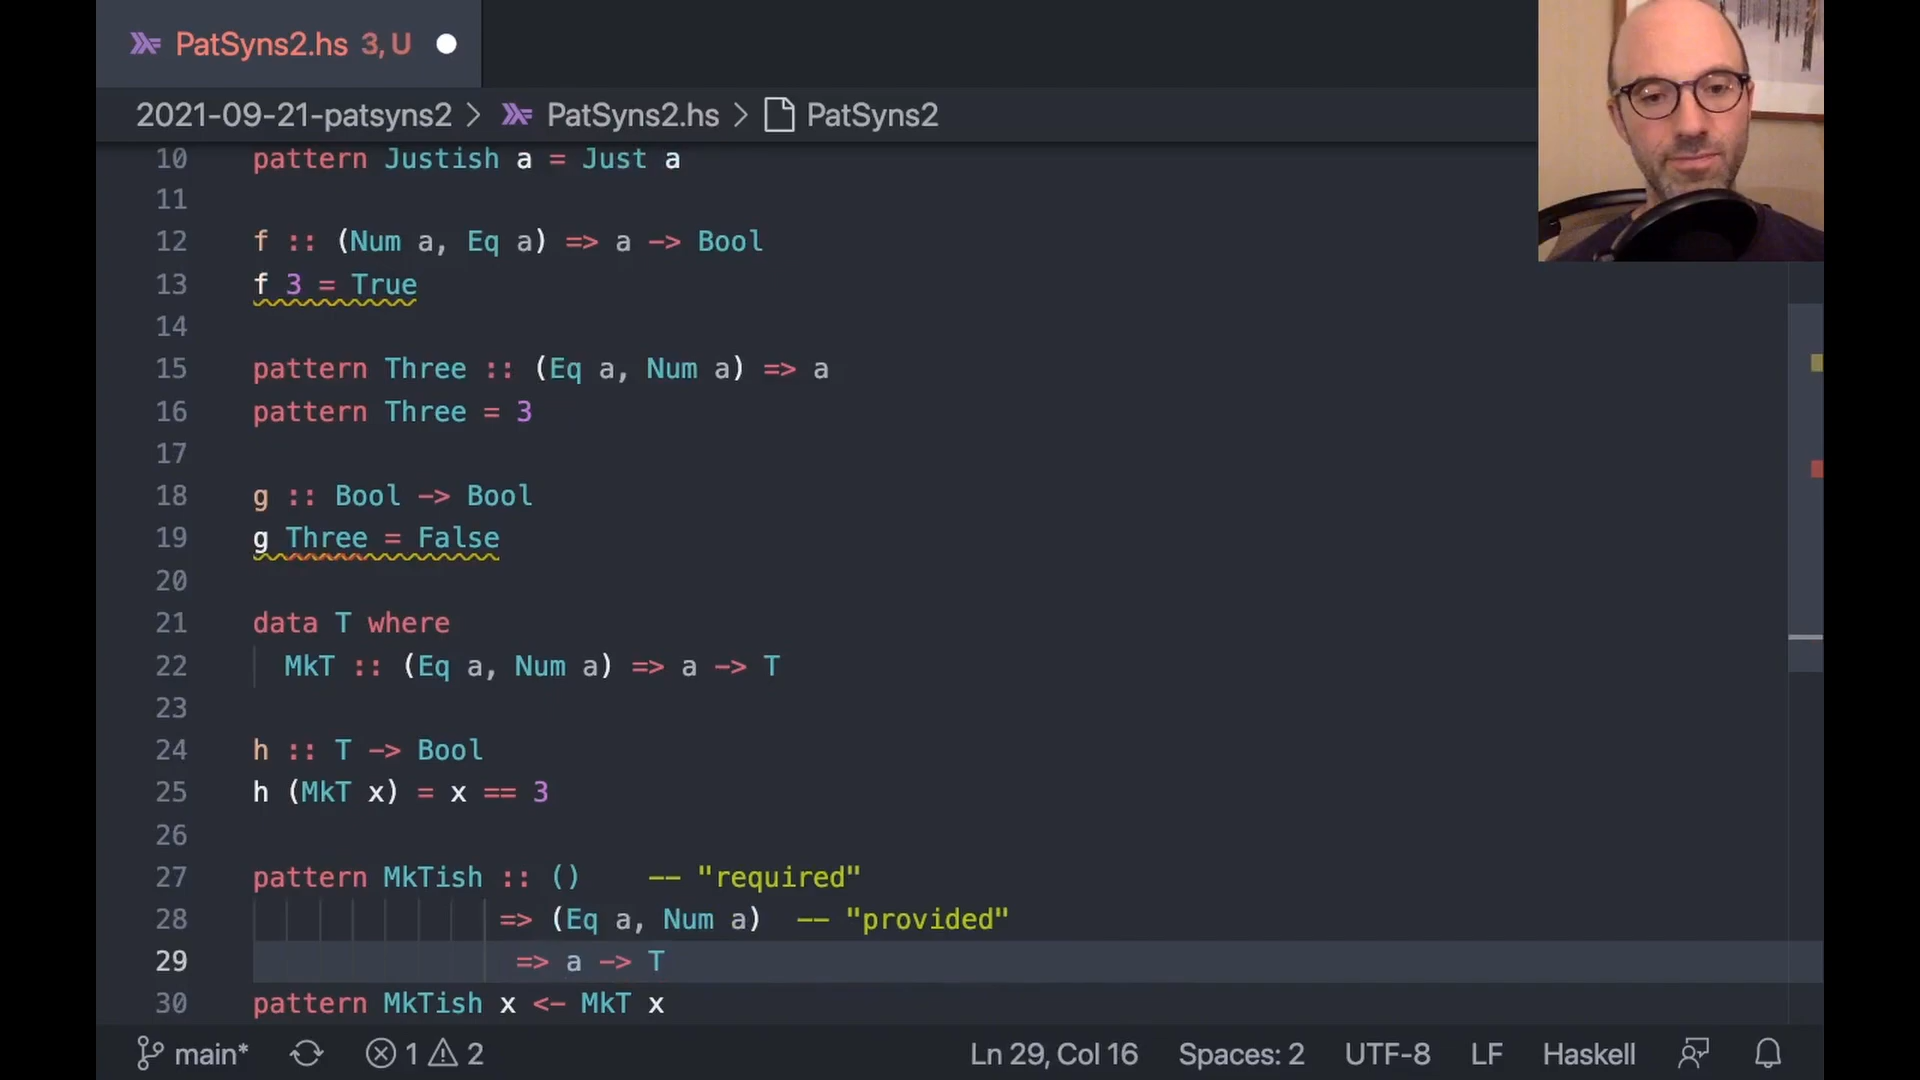 PatSyns2.hs 3, U
2021-09-21-patsyns2 > PatSyns2.hs > PatSyns2
10 pattern Justish a = Just a
11
12 f :: (Num a, Eq a) => a -> Bool
13 f 3 = True
14
15 pattern Three :: (Eq a, Num a) => a
16 pattern Three = 3
17
18 g :: Bool -> Bool
19 g Three = False
20
21 data T where
22 MkT :: (Eq a, Num a) => a -> T
23
24 h :: T -> Bool
25 h (MkT x) = x == 3
26
27 pattern MkTish :: () -- "required"
28 => (Eq a, Num a) -- "provided"
29 => a -> T
30 pattern MkTish x <- MkT x
main* 1 2 Ln 29, Col 16 Spaces: 2 UTF-8 LF Haskell